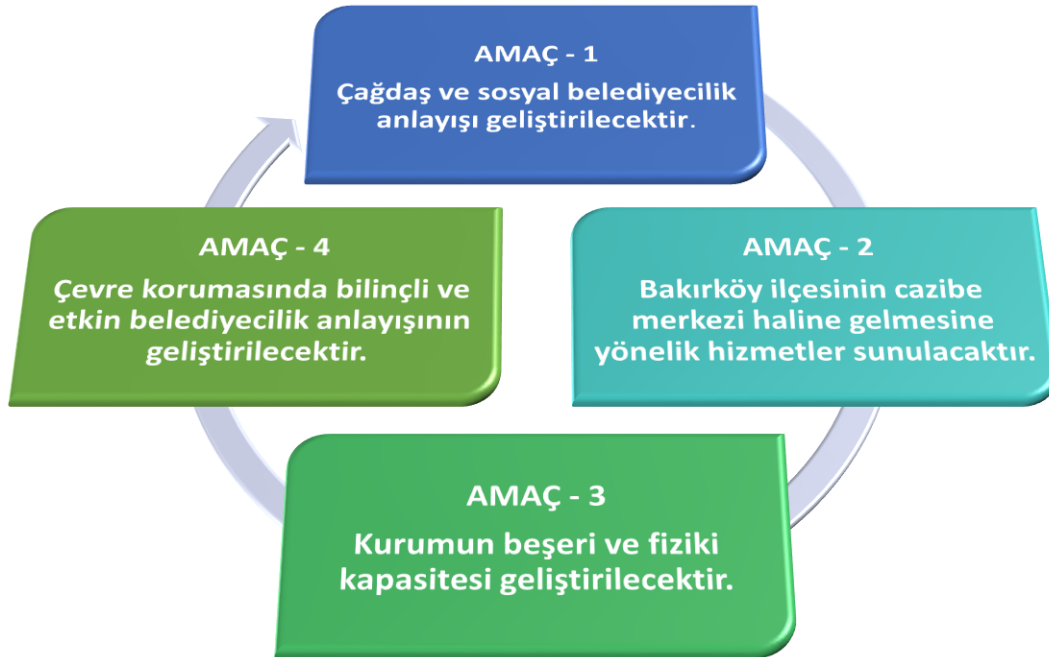 AMAÇ - 1
Çağdaş ve sosyal belediyecilik
anlayışı geliştirilecektir.
AMAÇ - 2
Bakırköy ilçesinin cazibe
merkezi haline gelmesine
yönelik hizmetler sunulacaktır.
AMAÇ - 3
Kurumun beşeri ve fiziki
kapasitesi geliştirilecektir.
AMAÇ - 4
Çevre korumasında bilinçli ve
etkin belediyecilik anlayışının
geliştirilecektir.